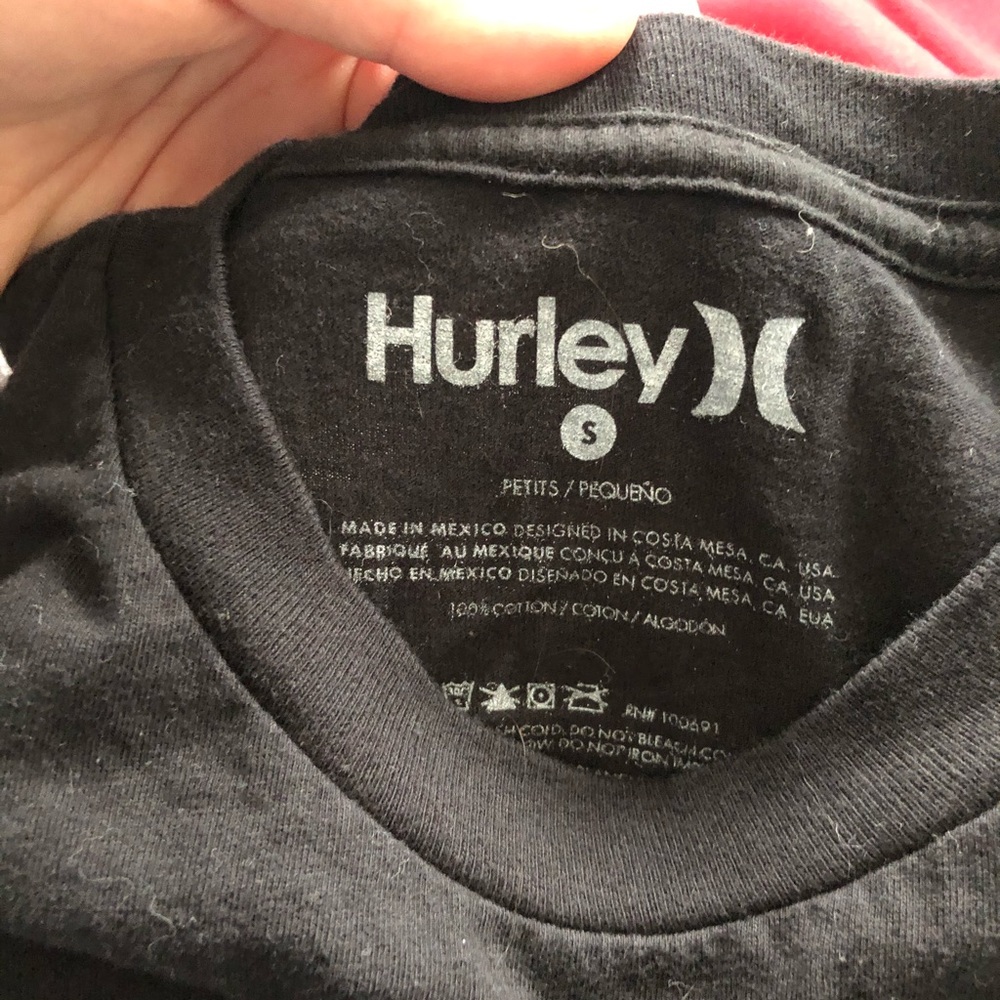 Hurley
S
PETITS / PEQUEÑO
MADE IN MEXICO DESIGNED IN COSTA MESA, CA, USA
FABRIQUÉ AU MEXIQUE CONÇU À COSTA MESA, CA, USA
HECHO EN MEXICO DISEÑADO EN COSTA MESA, CA, EUA
100% COTTON / COTON / ALGODÓN
RN# 100691
COLD. DO NOT BLEACH.
DO NOT IRON